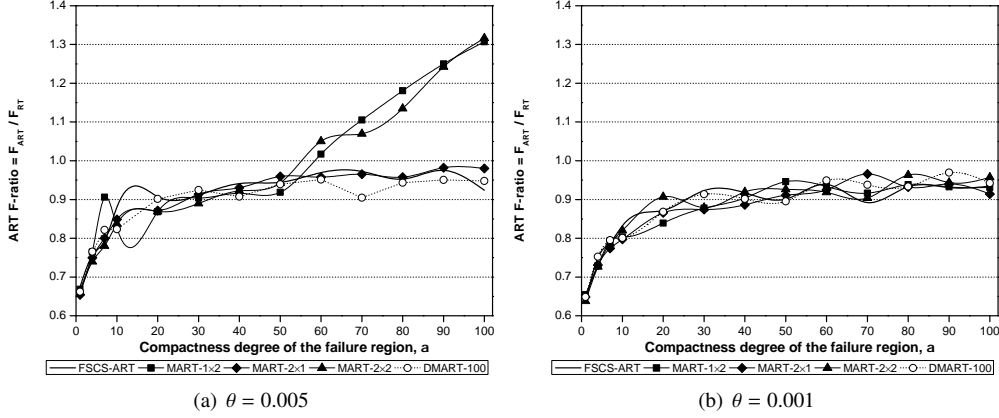 1.4
1.3
1.2
1.1
1.0
0.9
0.8
0.7
0.6
ART F-ratio = F_ART / F_RT
0 10 20 30 40 50 60 70 80 90 100
Compactness degree of the failure region, a
FSCS-ART MART-1×2 MART-2×1 MART-2×2 DMART-100
(a) θ = 0.005
1.4
1.3
1.2
1.1
1.0
0.9
0.8
0.7
0.6
ART F-ratio = F_ART / F_RT
0 10 20 30 40 50 60 70 80 90 100
Compactness degree of the failure region, a
FSCS-ART MART-1×2 MART-2×1 MART-2×2 DMART-100
(b) θ = 0.001